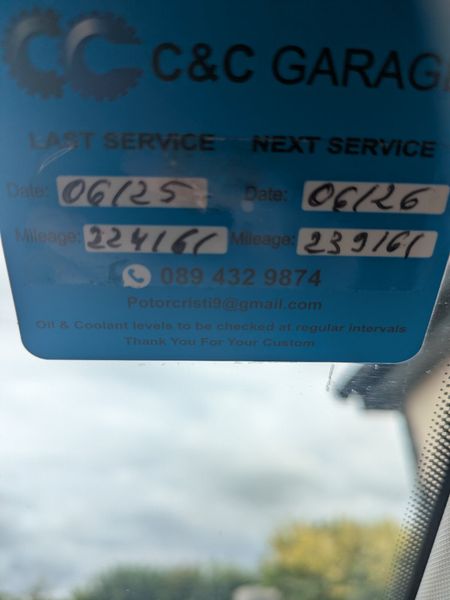 CC C&C GARAG
LAST SERVICE NEXT SERVICE
Date: 06/25 Date: 06/26
Mileage: 224161 Mileage: 239161
089 432 9874
Potorcristi9@gmail.com
Oil & Coolant levels to be checked at regular intervals
Thank You For Your Custom